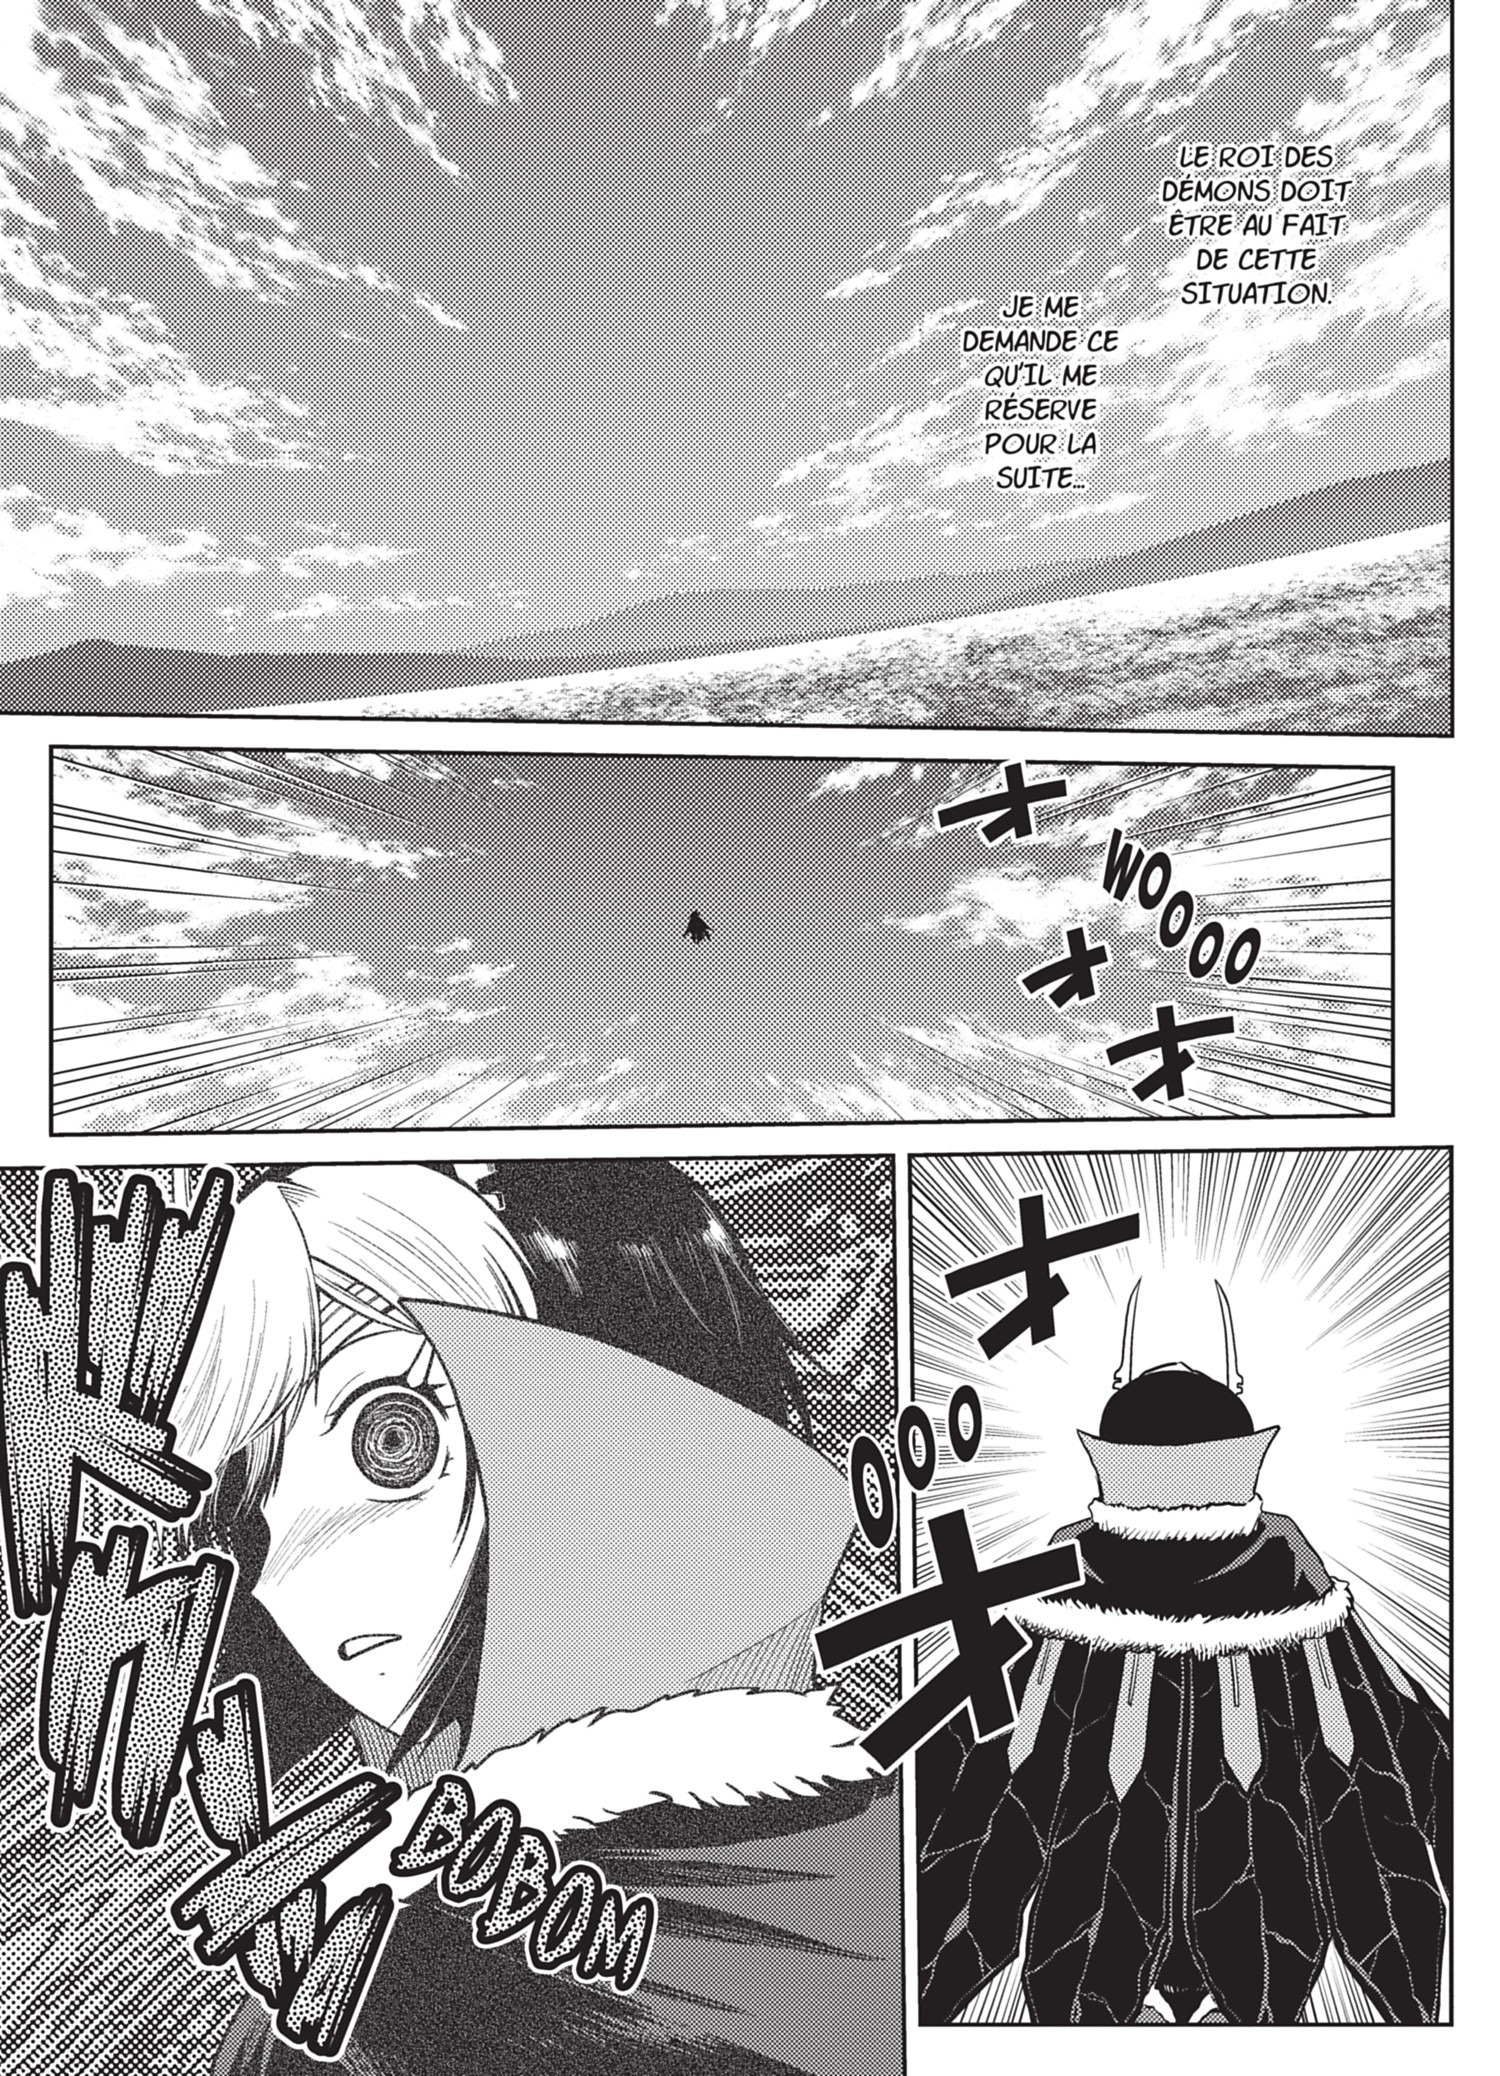 LE ROI DES
DÉMONS DOIT
ÊTRE AU FAIT
DE CETTE
SITUATION.
JE ME
DEMANDE CE
QU'IL ME
RÉSERVE
POUR LA
SUITE...
オ
WOOOO
オ
オ
オ
OOO
オ
BOBOM